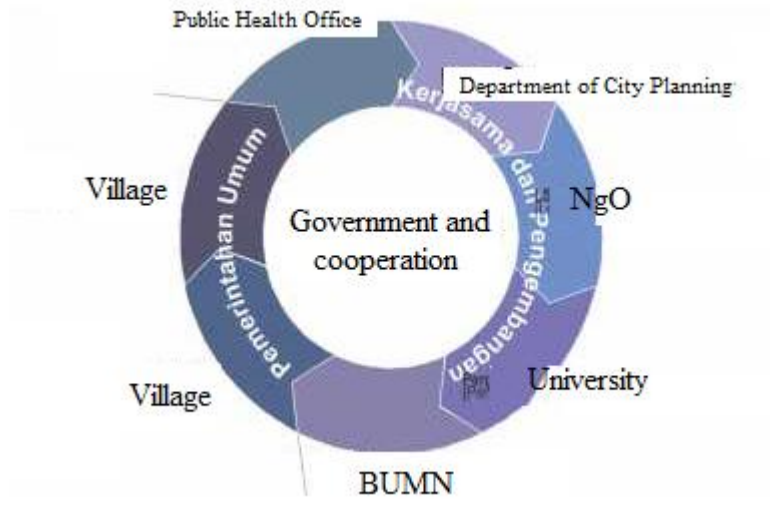 Public Health Office
Department of City Planning
Kerjasama dan Pengembangan
NgO
University
BUMN
Village
Village
Pemerintahan Umum
Government and
cooperation